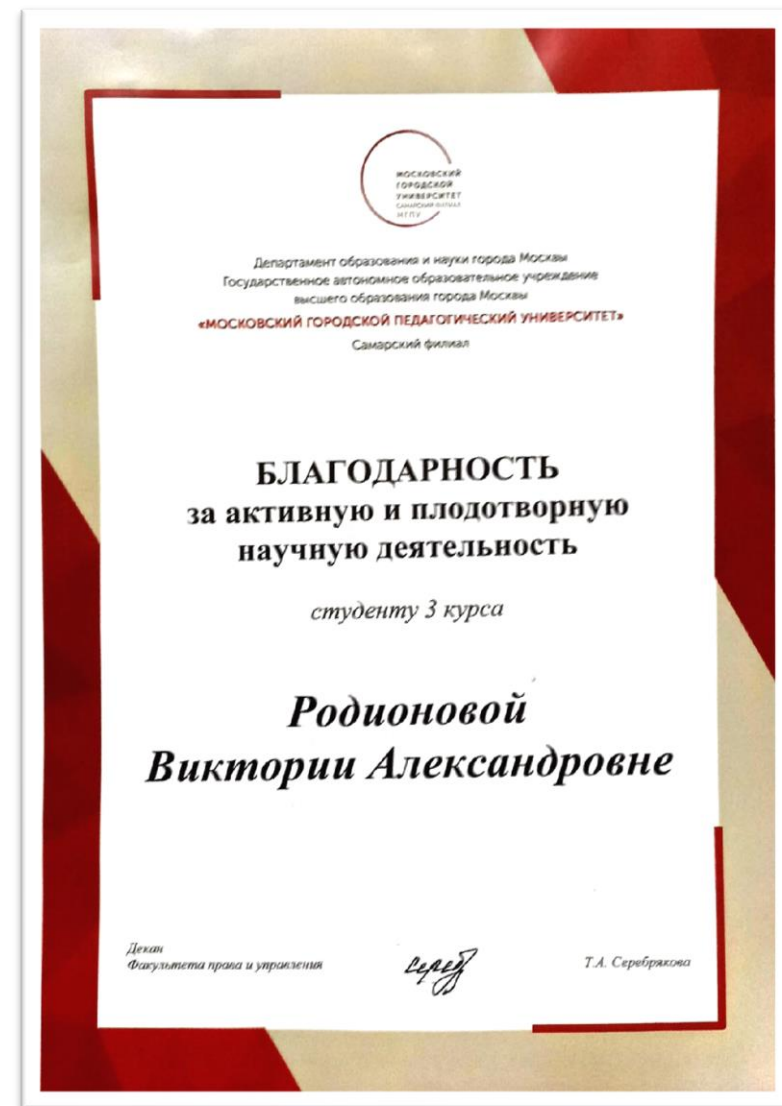 МОСКОВСКИЙ
ГОРОДСКОЙ
УНИВЕРСИТЕТ
САМАРСКИЙ ФИЛИАЛ
МГПУ
Департамент образования и науки города Москвы
Государственное автономное образовательное учреждение
высшего образования города Москвы
«МОСКОВСКИЙ ГОРОДСКОЙ ПЕДАГОГИЧЕСКИЙ УНИВЕРСИТЕТ»
Самарский филиал
БЛАГОДАРНОСТЬ
за активную и плодотворную
научную деятельность
студенту 3 курса
Родионовой
Виктории Александровне
Декан
Факультета права и управления
Т.А. Серебрякова